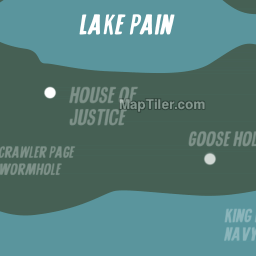 LAKE PAIN
HOUSE OF
JUSTICE
MapTiler.com
GOOSE HOL
CRAWLER PAGE
WORMHOLE
KING
NAVY